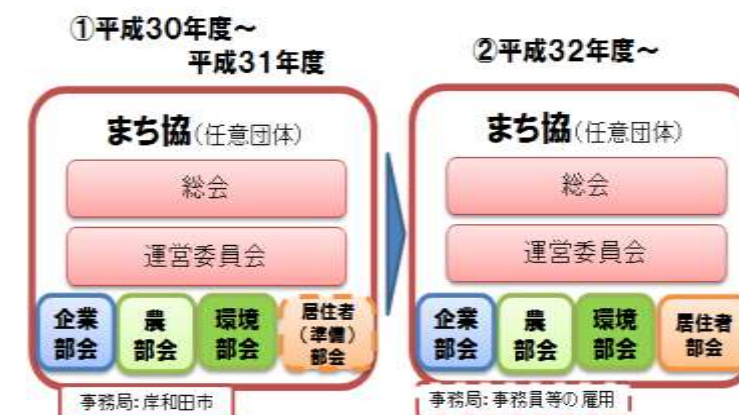 ①平成30年度～
平成31年度
まち協(任意団体)
総会
運営委員会
企業
部会
農
部会
環境
部会
居住者
(準備)
部会
事務局:岸和田市
②平成32年度～
まち協(任意団体)
総会
運営委員会
企業
部会
農
部会
環境
部会
居住者
部会
事務局:事務員等の雇用